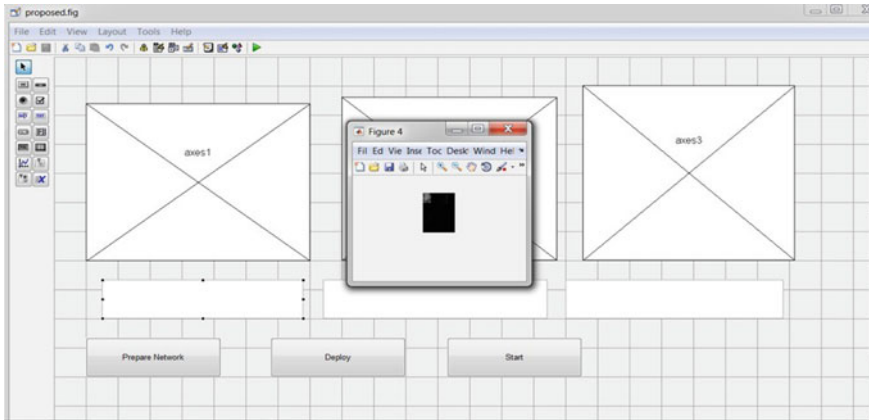 proposed.fig
File Edit View Layout Tools Help
axes1
axes3
Figure 4
Fil Ed Vie Inse Toc Desk Wind Hel
Prepare Network
Deploy
Start